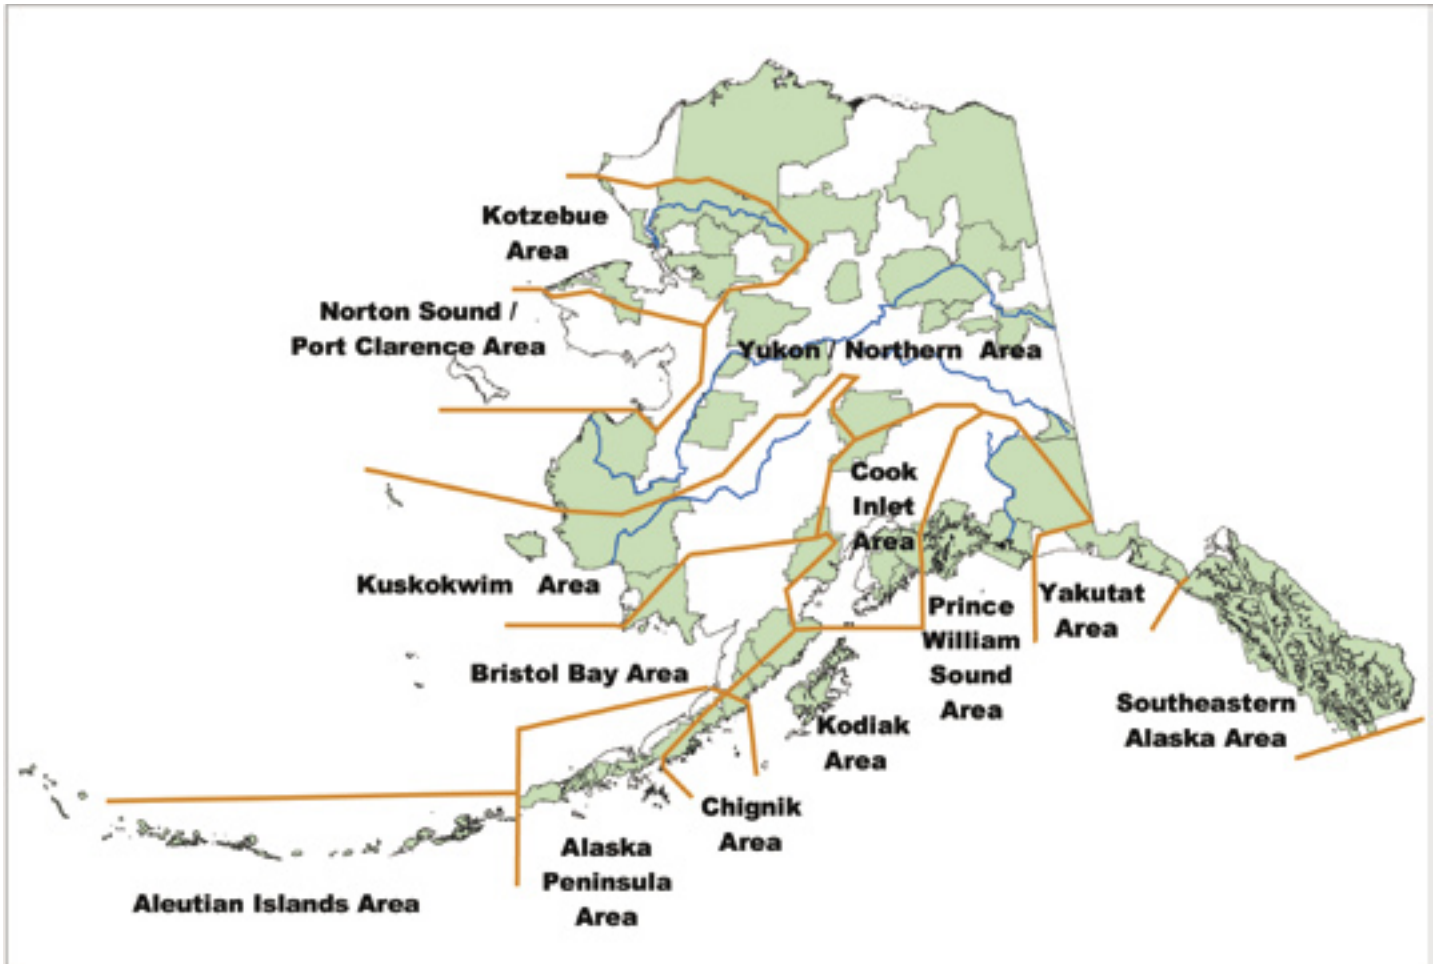 Kotzebue
Area
Norton Sound /
Port Clarence Area
Yukon / Northern Area
Cook
Inlet
Area
Kuskokwim Area
Prince
William
Sound
Area
Yakutat
Area
Bristol Bay Area
Kodiak
Area
Southeastern
Alaska Area
Chignik
Area
Alaska
Peninsula
Area
Aleutian Islands Area